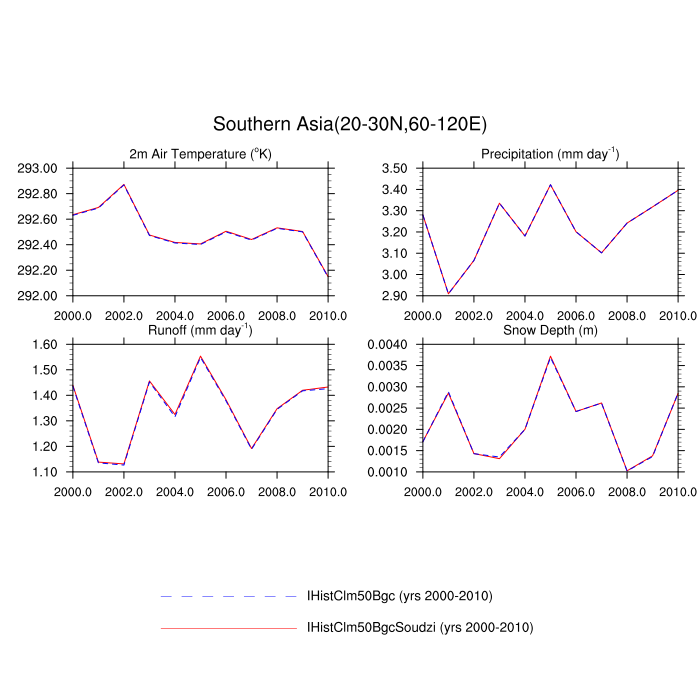 Southern Asia(20-30N,60-120E)
2m Air Temperature (°K)
293.00
292.80
292.60
292.40
292.20
292.00
2000.0 2002.0 2004.0 2006.0 2008.0 2010.0
Precipitation (mm day⁻¹)
3.50
3.40
3.30
3.20
3.10
3.00
2.90
2000.0 2002.0 2004.0 2006.0 2008.0 2010.0
Runoff (mm day⁻¹)
1.60
1.50
1.40
1.30
1.20
1.10
2000.0 2002.0 2004.0 2006.0 2008.0 2010.0
Snow Depth (m)
0.0040
0.0035
0.0030
0.0025
0.0020
0.0015
0.0010
2000.0 2002.0 2004.0 2006.0 2008.0 2010.0
IHistClm50Bgc (yrs 2000-2010)
IHistClm50BgcSoudzi (yrs 2000-2010)